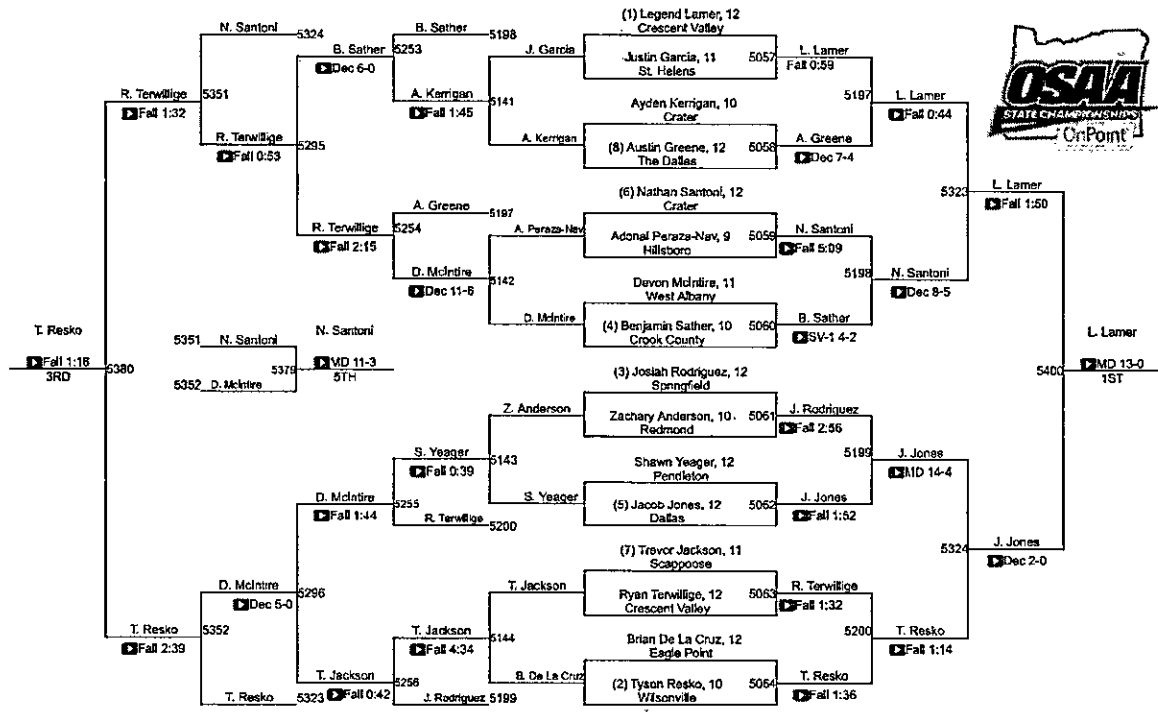 N. Santoni
5324
B. Sather
5253
Dec 6-0
B. Sather
5198
A. Kerrigan
Fall 1:45
5141
J. Garcia
A. Kerrigan
(1) Legend Lamer, 12
Crescent Valley
Justin Garcia, 11
St. Helens
5057
L. Lamer
Fall 0:59
Ayden Kerrigan, 10
Crater
(8) Austin Greene, 12
The Dalles
5058
A. Greene
Dec 7-4
5197
L. Lamer
Fall 0:44
OSAA
STATE CHAMPIONSHIPS
OnPoint
R. Terwillige
Fall 1:32
5351
R. Terwillige
Fall 0:53
5295
R. Terwillige
Fall 2:15
A. Greene
5197
5254
D. McIntire
Dec 11-6
A. Peraza-Nav
5142
D. McIntire
(6) Nathan Santoni, 12
Crater
Adonai Peraza-Nav, 9
Hillsboro
5059
N. Santoni
Fall 5:09
Devon McIntire, 11
West Albany
(4) Benjamin Sather, 10
Crook County
5060
B. Sather
SV-1 4-2
5198
N. Santoni
Dec 8-5
5323
L. Lamer
Fall 1:50
T. Resko
Fall 1:16
3RD
5380
5351
N. Santoni
5352
D. McIntire
5379
N. Santoni
MD 11-3
5TH
5400
L. Lamer
MD 13-0
1ST
Z. Anderson
S. Yeager
Fall 0:39
5143
S. Yeager
(3) Josiah Rodriguez, 12
Springfield
Zachary Anderson, 10
Redmond
5061
J. Rodriguez
Fall 2:56
Shawn Yeager, 12
Pendleton
(5) Jacob Jones, 12
Dallas
5062
J. Jones
Fall 1:52
5199
J. Jones
MD 14-4
D. McIntire
Fall 1:44
5255
R. Terwillige
5200
D. McIntire
Dec 5-0
5296
T. Resko
Fall 2:39
5352
T. Resko
5323
T. Jackson
Fall 0:42
5256
T. Jackson
Fall 4:34
J. Rodriguez
5199
T. Jackson
5144
B. De La Cruz
(7) Trevor Jackson, 11
Scappoose
Ryan Terwillige, 12
Crescent Valley
5063
R. Terwillige
Fall 1:32
Brian De La Cruz, 12
Eagle Point
(2) Tyson Resko, 10
Wilsonville
5064
T. Resko
Fall 1:36
5200
T. Resko
Fall 1:14
5324
J. Jones
Dec 2-0